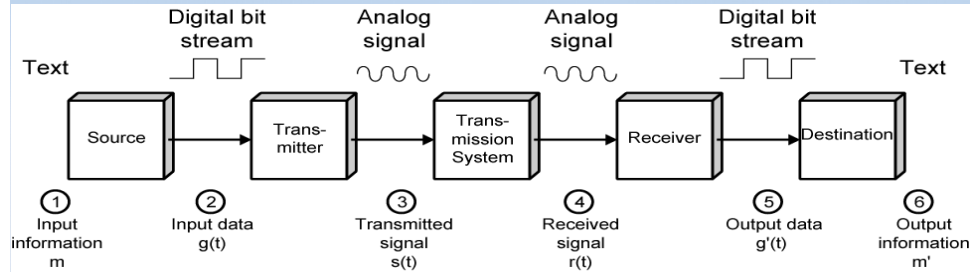 Digital bit
stream
Analog
signal
Analog
signal
Digital bit
stream
Text
Text
Source
Trans-
mitter
Trans-
mission
System
Receiver
Destination
1
Input
information
m
2
Input data
g(t)
3
Transmitted
signal
s(t)
4
Received
signal
r(t)
5
Output data
g'(t)
6
Output
information
m'